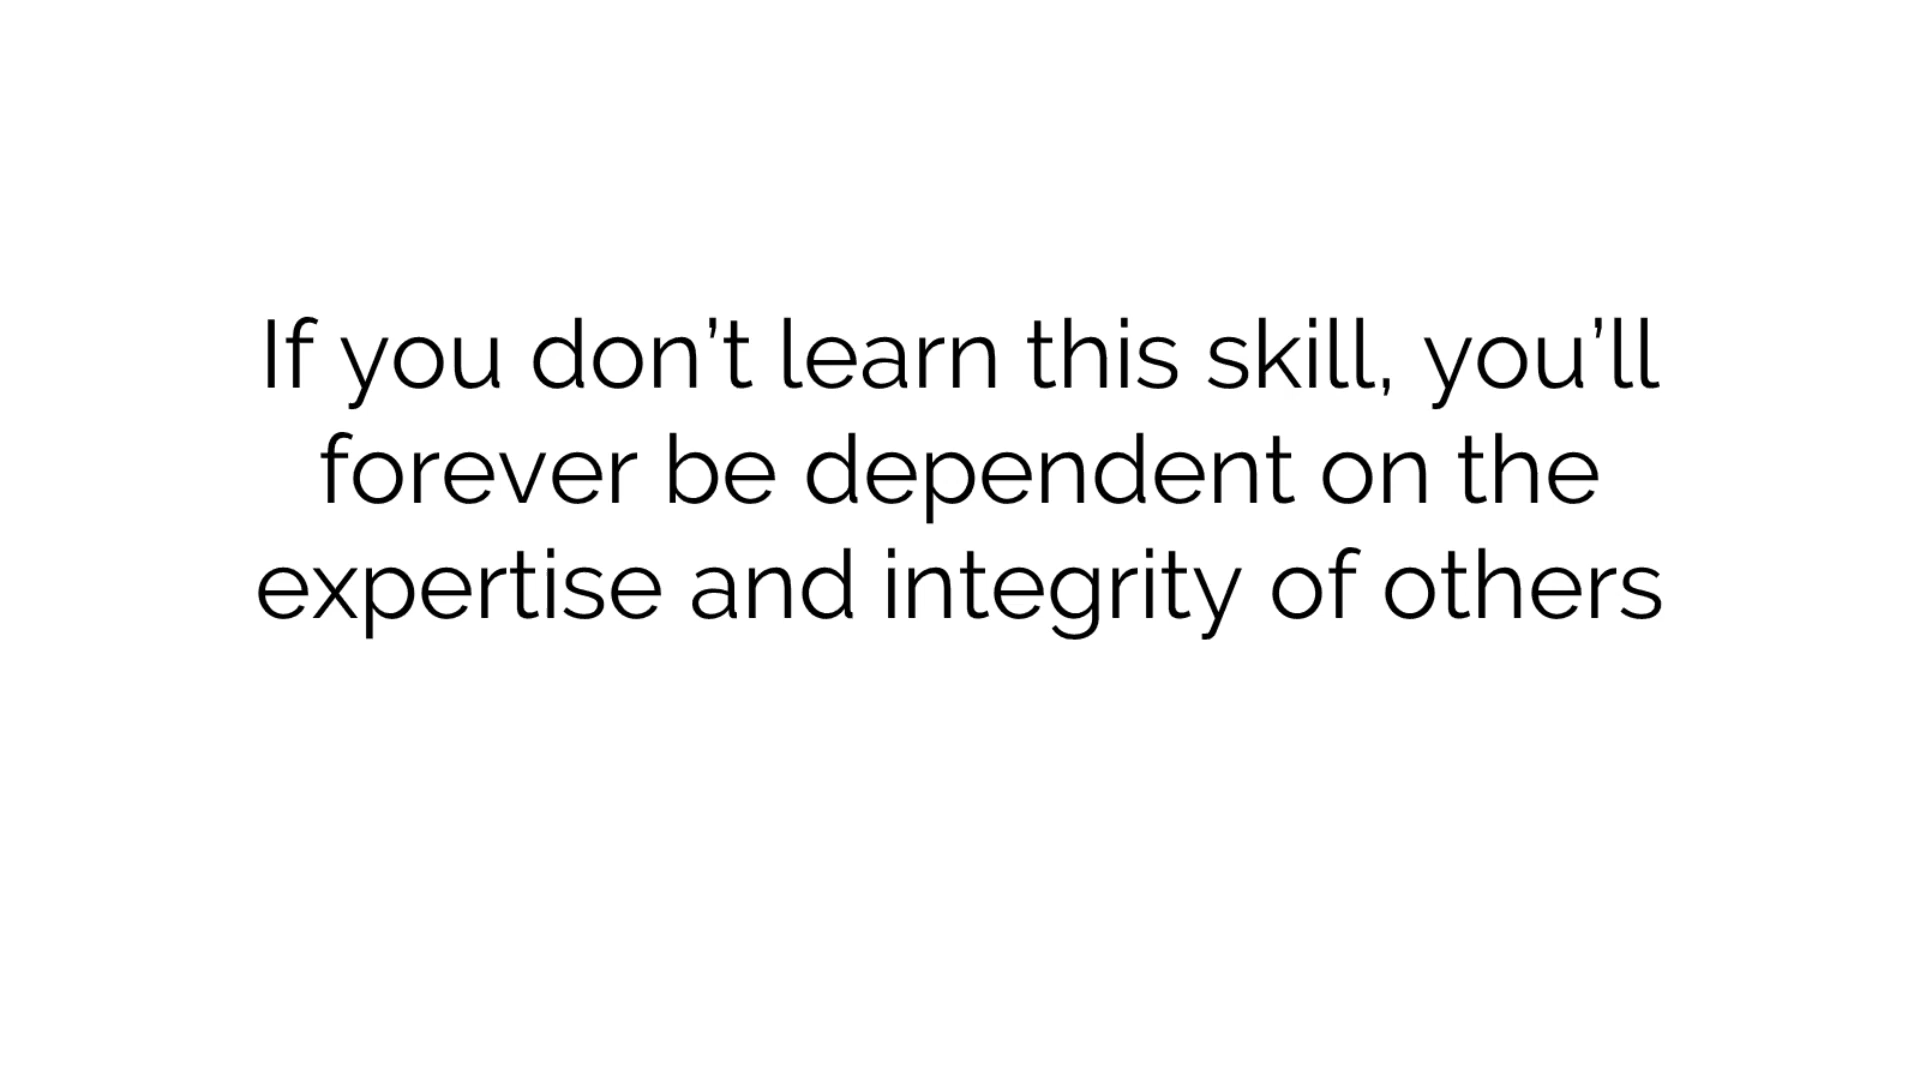 If you don’t learn this skill, you’ll
forever be dependent on the
expertise and integrity of others